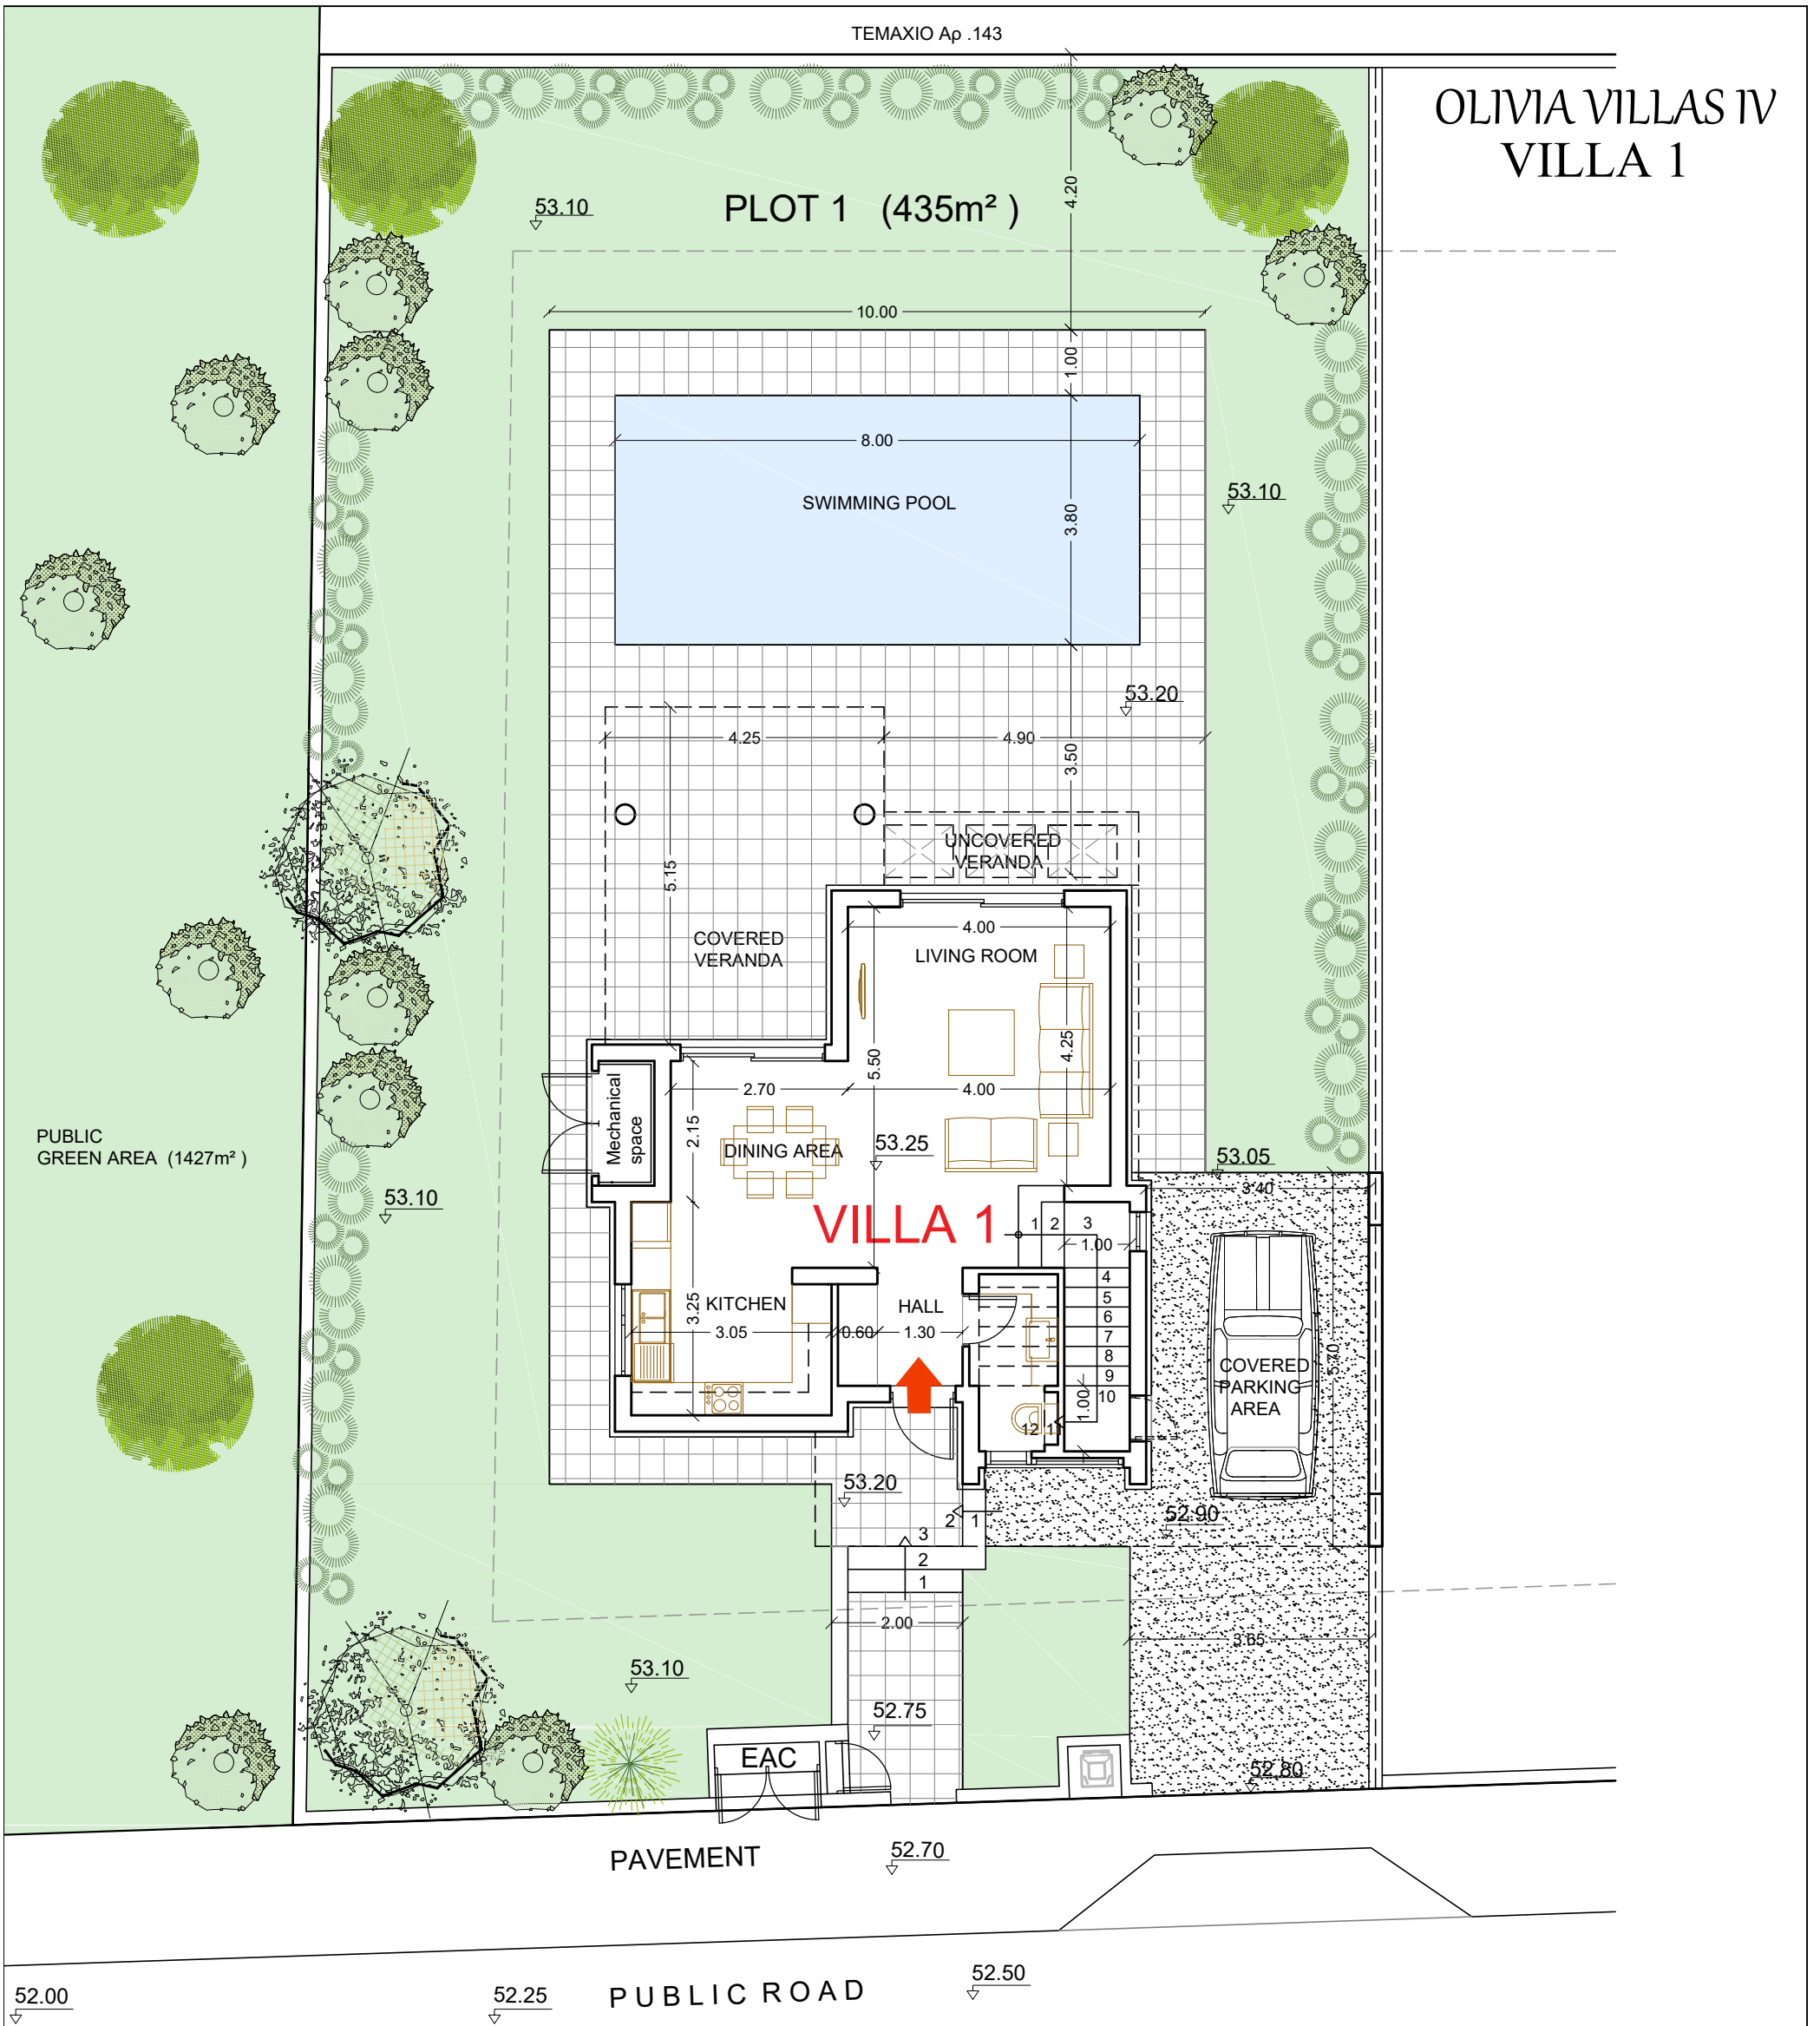 ΤΕΜΑΧΙΟ Αρ .143
OLIVIA VILLAS IV
VILLA 1
PLOT 1 (435m² )
53.10
4.20
10.00
1.00
8.00
SWIMMING POOL
3.80
53.10
53.20
4.25
4.90
3.50
UNCOVERED
VERANDA
5.15
COVERED
VERANDA
4.00
LIVING ROOM
5.50
4.25
2.70
4.00
Mechanical
space
2.15
DINING AREA
53.25
PUBLIC
GREEN AREA (1427m² )
53.10
53.05
3.40
VILLA 1
1 2 3
1.00
4
5
6
7
8
9
10
KITCHEN
3.25
3.05
HALL
0.60
1.30
1.00
12 11
COVERED
PARKING
AREA
5.70
53.20
52.90
2 1
3
2
1
2.00
3.65
53.10
52.75
EAC
52.80
PAVEMENT
52.70
52.00
52.25
PUBLIC ROAD
52.50